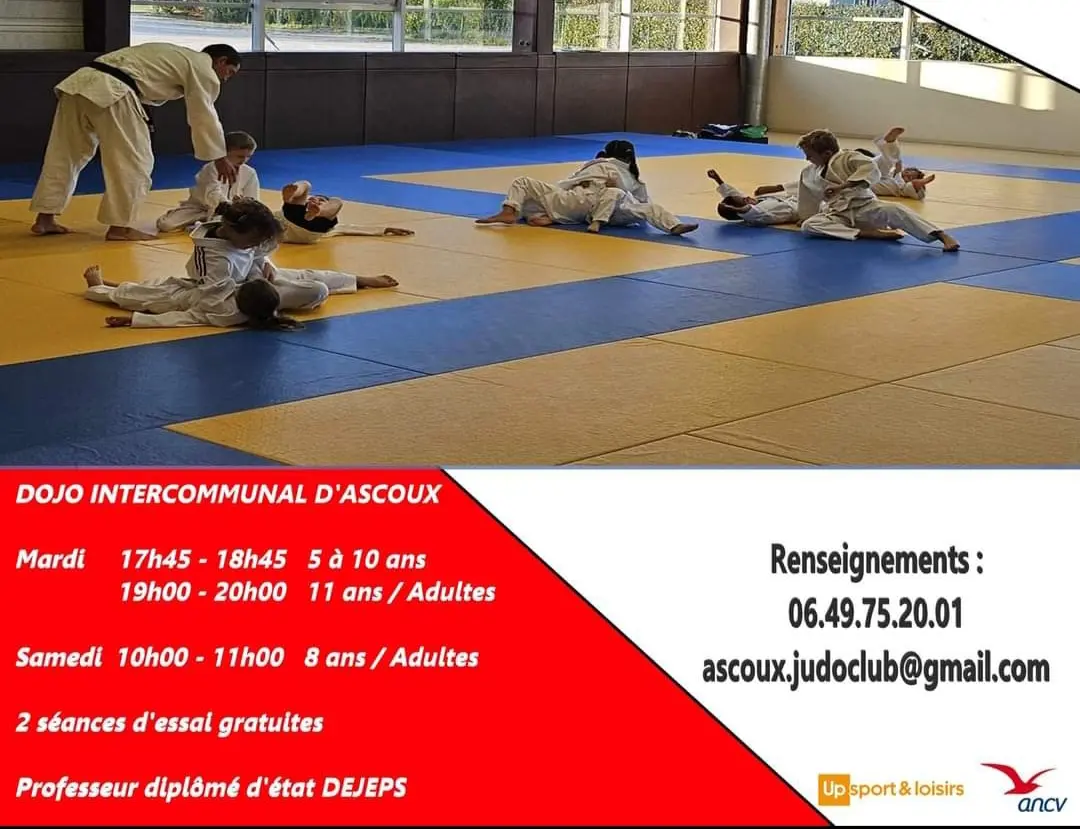 DOJO INTERCOMMUNAL D'ASCOUX
Mardi 17h45 - 18h45 5 à 10 ans
19h00 - 20h00 11 ans / Adultes
Samedi 10h00 - 11h00 8 ans / Adultes
2 séances d'essai gratuites
Professeur diplômé d'état DEJEPS
Renseignements :
06.49.75.20.01
ascoux.judoclub@gmail.com
Up sport & loisirs
ancv